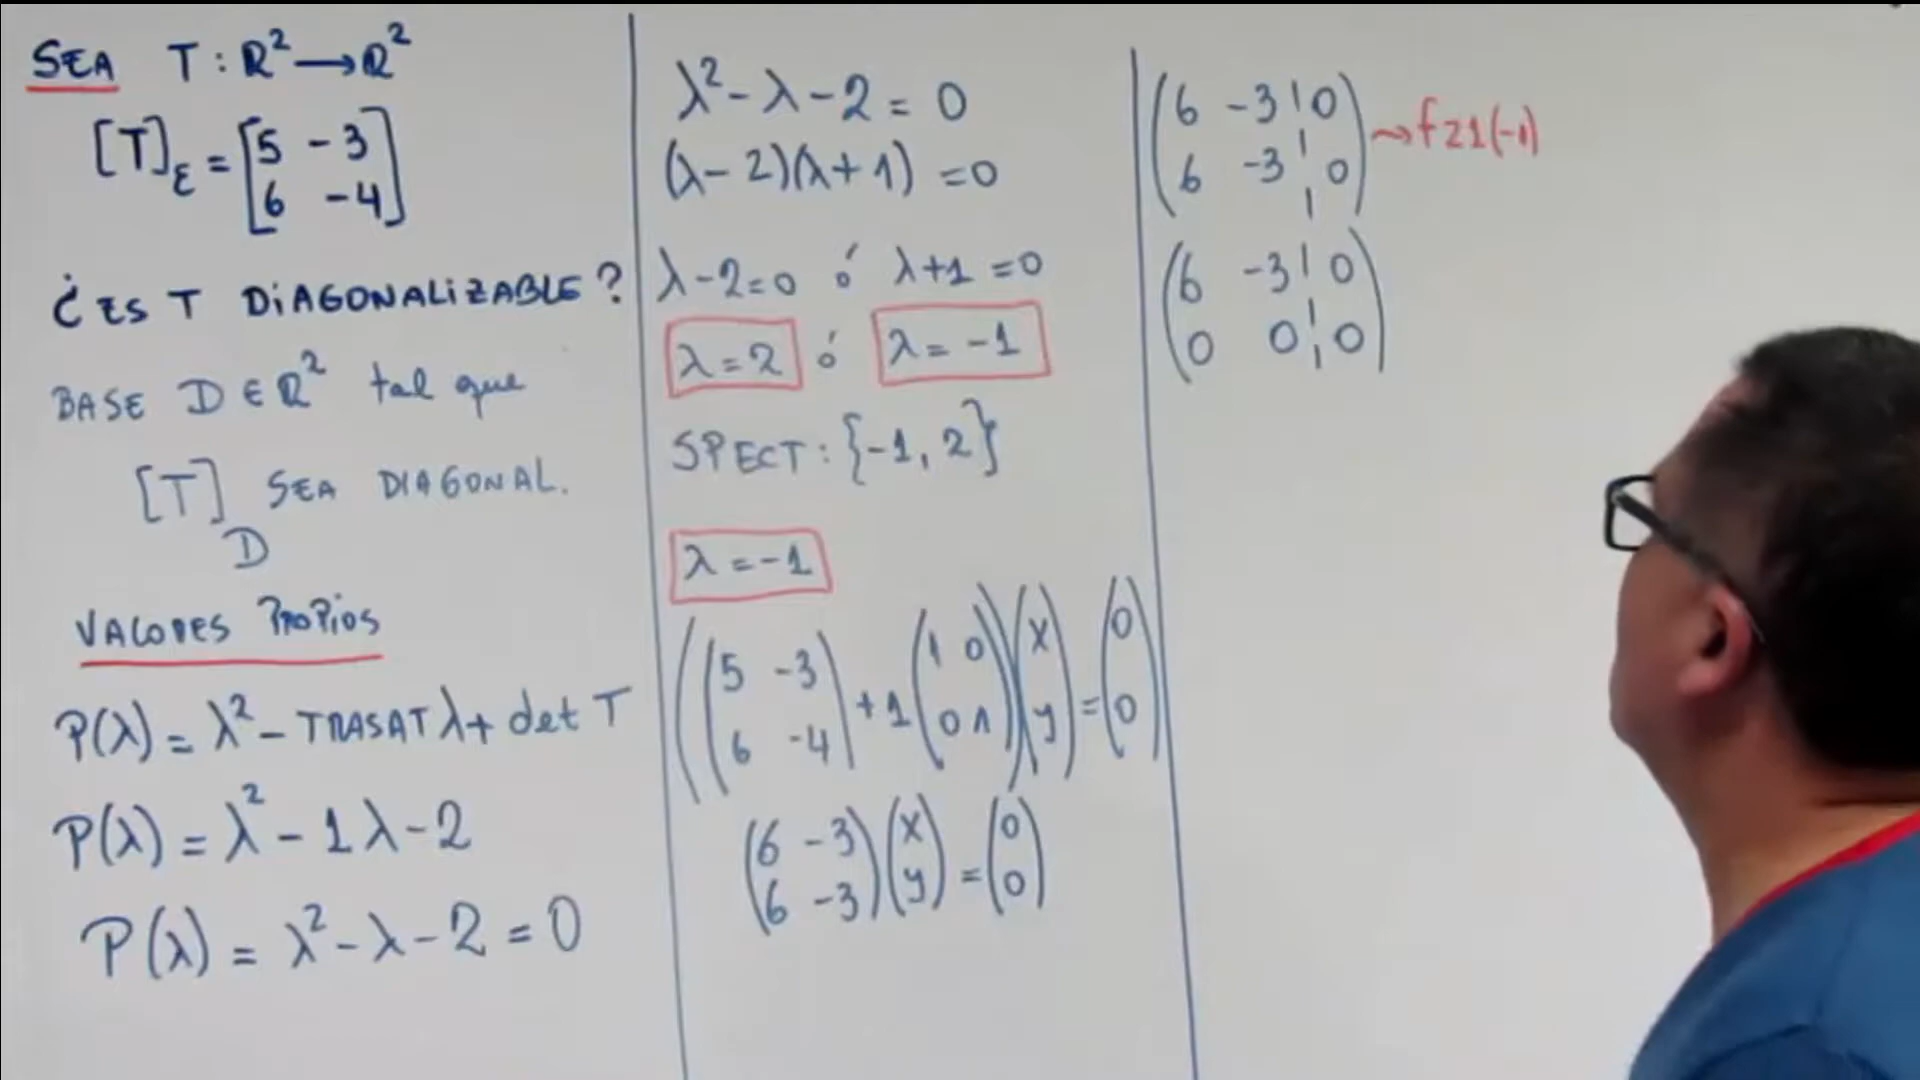 SEA T : R² → R²
[T]ε = [5 -3
6 -4]
¿ES T DIAGONALIZABLE?
BASE D ∈ R² tal que
[T]D SEA DIAGONAL.
VALORES PROPIOS
P(λ) = λ² - TRASAT λ + det T
P(λ) = λ² - 1λ - 2
P(λ) = λ² - λ - 2 = 0
λ² - λ - 2 = 0
(λ - 2)(λ + 1) = 0
λ - 2 = 0 ó λ + 1 = 0
λ = 2 ó λ = -1
SPECT : {-1, 2}
λ = -1
((5 -3
6 -4) + 1 (1 0
0 1)) (x
y) = (0
0)
(6 -3
6 -3) (x
y) = (0
0)
(6 -3 ¦ 0
6 -3 ¦ 0) ⇝ f21(-1)
(6 -3 ¦ 0
0 0 ¦ 0)